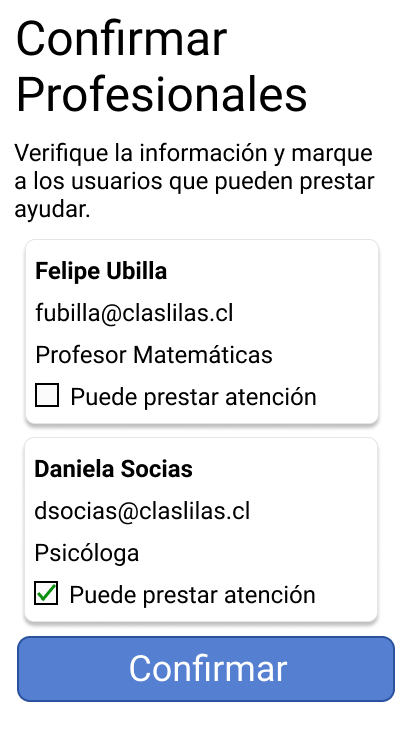 Confirmar
Profesionales
Verifique la información y marque
a los usuarios que pueden prestar
ayudar.
Felipe Ubilla
fubilla@claslilas.cl
Profesor Matemáticas
Puede prestar atención
Daniela Socias
dsocias@claslilas.cl
Psicóloga
Puede prestar atención
Confirmar